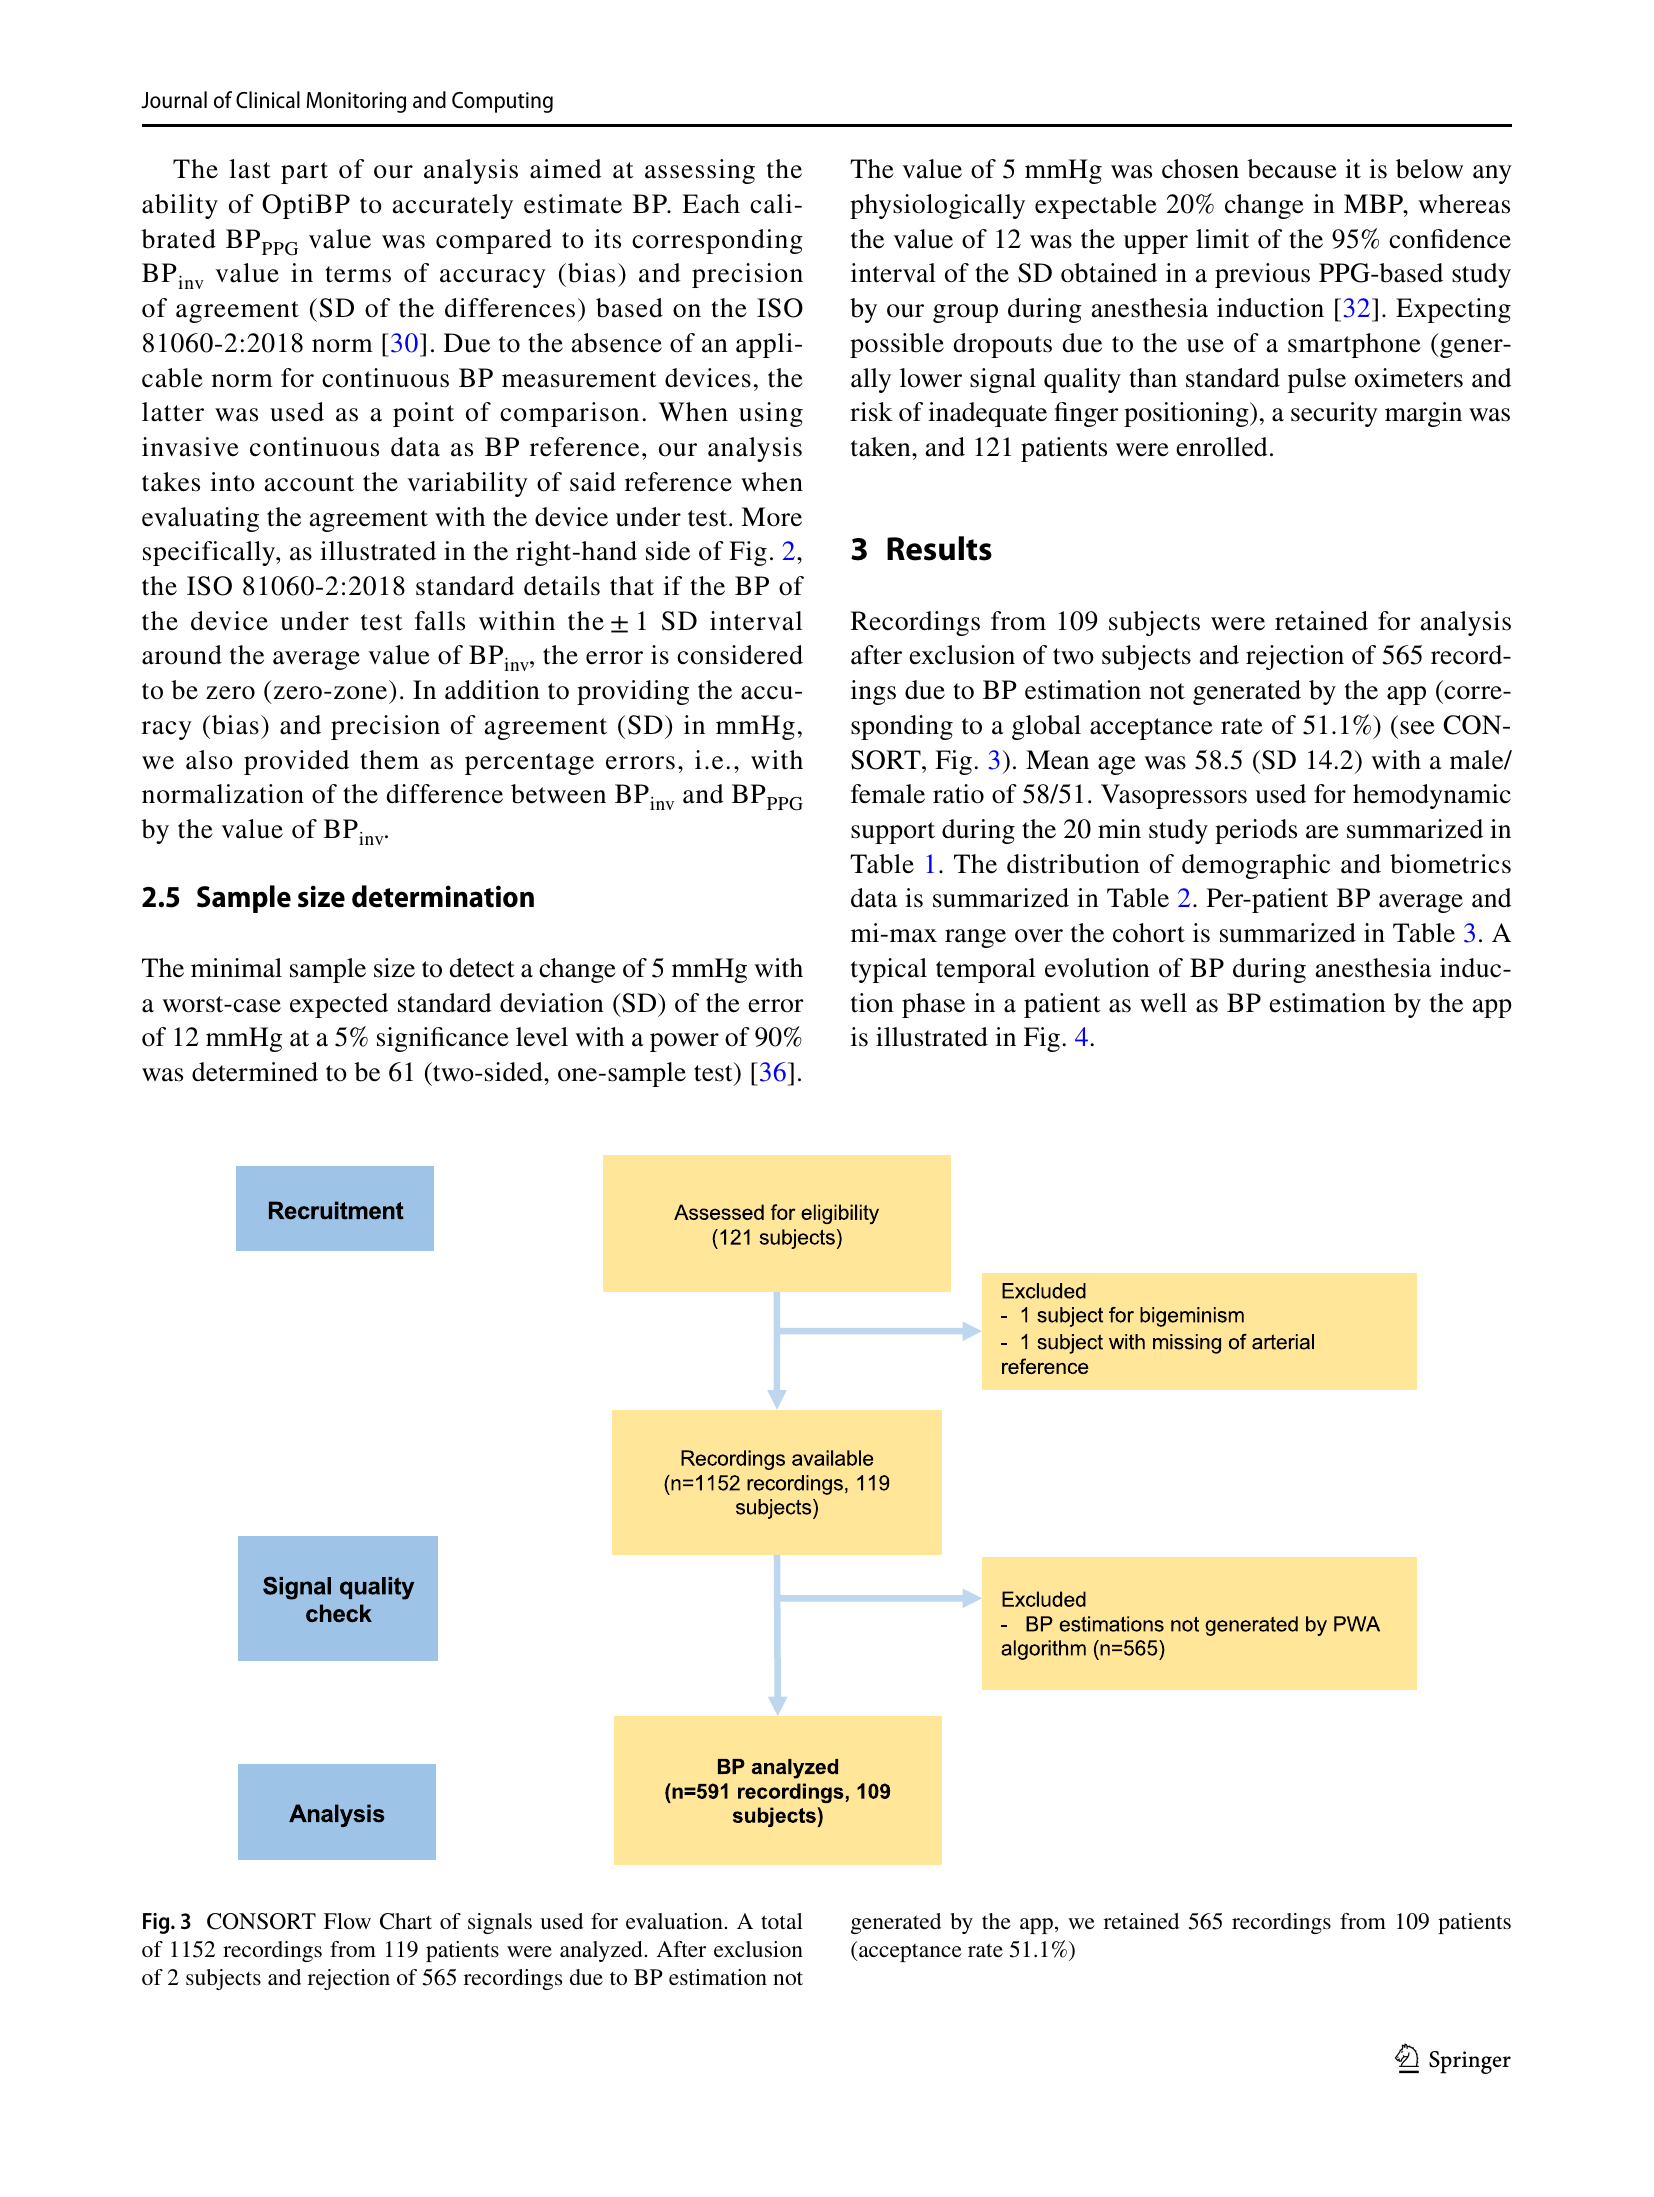 Journal of Clinical Monitoring and Computing
The last part of our analysis aimed at assessing the
ability of OptiBP to accurately estimate BP. Each cali-
brated BPPPG value was compared to its corresponding
BPinv value in terms of accuracy (bias) and precision
of agreement (SD of the differences) based on the ISO
81060-2:2018 norm [30]. Due to the absence of an appli-
cable norm for continuous BP measurement devices, the
latter was used as a point of comparison. When using
invasive continuous data as BP reference, our analysis
takes into account the variability of said reference when
evaluating the agreement with the device under test. More
specifically, as illustrated in the right-hand side of Fig. 2,
the ISO 81060-2:2018 standard details that if the BP of
the device under test falls within the ± 1 SD interval
around the average value of BPinv, the error is considered
to be zero (zero-zone). In addition to providing the accu-
racy (bias) and precision of agreement (SD) in mmHg,
we also provided them as percentage errors, i.e., with
normalization of the difference between BPinv and BPPPG
by the value of BPinv.
2.5 Sample size determination
The minimal sample size to detect a change of 5 mmHg with
a worst-case expected standard deviation (SD) of the error
of 12 mmHg at a 5% significance level with a power of 90%
was determined to be 61 (two-sided, one-sample test) [36].
The value of 5 mmHg was chosen because it is below any
physiologically expectable 20% change in MBP, whereas
the value of 12 was the upper limit of the 95% confidence
interval of the SD obtained in a previous PPG-based study
by our group during anesthesia induction [32]. Expecting
possible dropouts due to the use of a smartphone (gener-
ally lower signal quality than standard pulse oximeters and
risk of inadequate finger positioning), a security margin was
taken, and 121 patients were enrolled.
3 Results
Recordings from 109 subjects were retained for analysis
after exclusion of two subjects and rejection of 565 record-
ings due to BP estimation not generated by the app (corre-
sponding to a global acceptance rate of 51.1%) (see CON-
SORT, Fig. 3). Mean age was 58.5 (SD 14.2) with a male/
female ratio of 58/51. Vasopressors used for hemodynamic
support during the 20 min study periods are summarized in
Table 1. The distribution of demographic and biometrics
data is summarized in Table 2. Per-patient BP average and
mi-max range over the cohort is summarized in Table 3. A
typical temporal evolution of BP during anesthesia induc-
tion phase in a patient as well as BP estimation by the app
is illustrated in Fig. 4.
Recruitment
Assessed for eligibility
(121 subjects)
Excluded
- 1 subject for bigeminism
- 1 subject with missing of arterial
reference
Recordings available
(n=1152 recordings, 119
subjects)
Signal quality
check
Excluded
- BP estimations not generated by PWA
algorithm (n=565)
BP analyzed
(n=591 recordings, 109
subjects)
Analysis
Fig. 3 CONSORT Flow Chart of signals used for evaluation. A total
of 1152 recordings from 119 patients were analyzed. After exclusion
of 2 subjects and rejection of 565 recordings due to BP estimation not
generated by the app, we retained 565 recordings from 109 patients
(acceptance rate 51.1%)
Springer